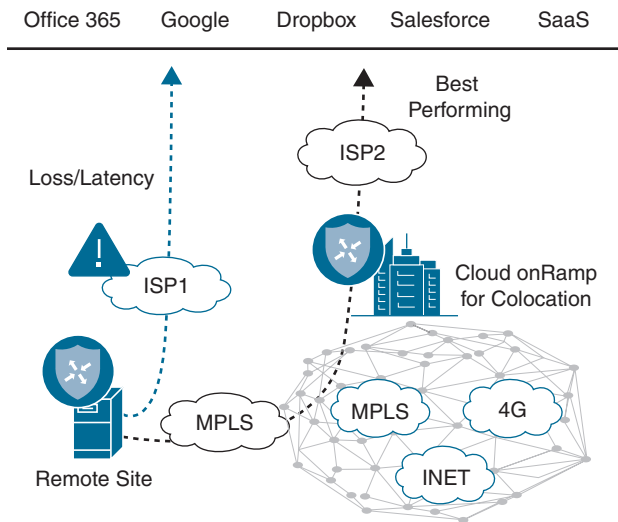 Office 365 Google Dropbox Salesforce SaaS
Best
Performing
ISP2
Loss/Latency
!
ISP1
Cloud onRamp
for Colocation
MPLS
MPLS
4G
INET
Remote Site